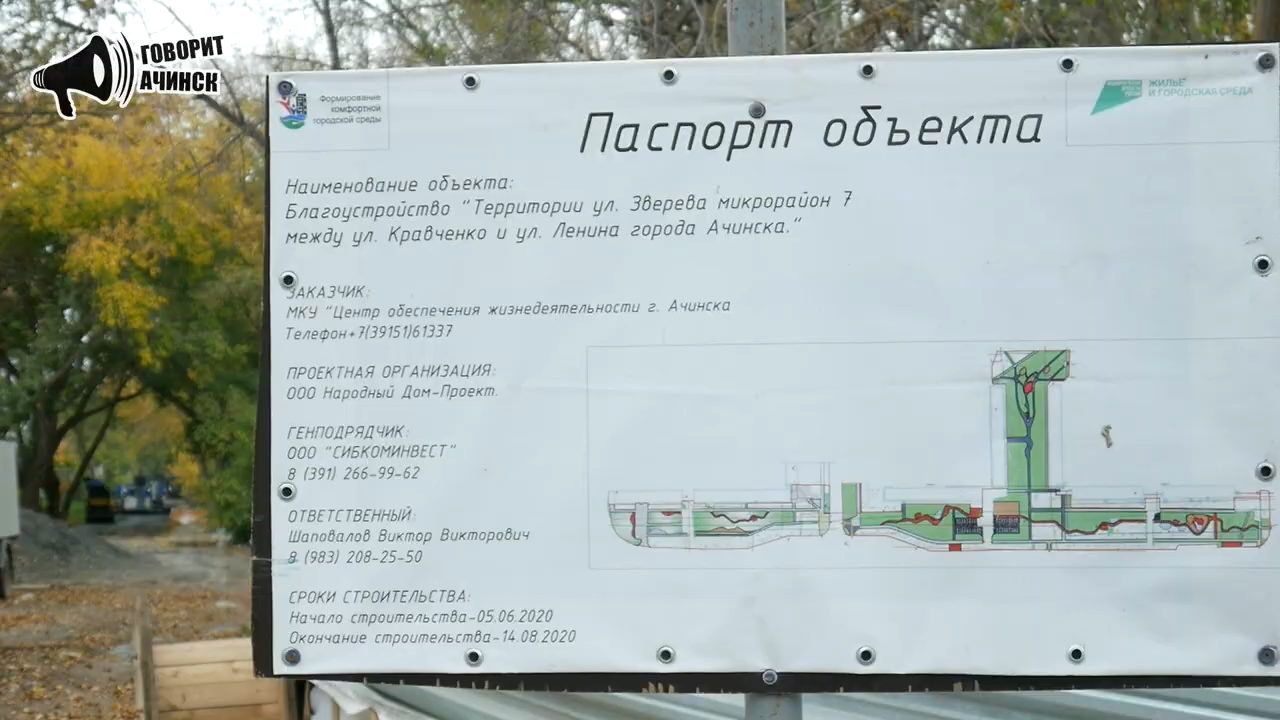 ГОВОРИТ
АЧИНСК
Формирование
комфортной
городской среды
ЖИЛЬЕ
И ГОРОДСКАЯ СРЕДА
Паспорт объекта
Наименование объекта:
Благоустройство "Территории ул. Зверева микрорайон 7
между ул. Кравченко и ул. Ленина города Ачинска."
ЗАКАЗЧИК:
МКУ "Центр обеспечения жизнедеятельности г. Ачинска
Телефон+7(39151)61337
ПРОЕКТНАЯ ОРГАНИЗАЦИЯ:
ООО Народный Дом-Проект.
ГЕНПОДРЯДЧИК:
ООО "СИБКОМИНВЕСТ"
8 (391) 266-99-62
ОТВЕТСТВЕННЫЙ:
Шаповалов Виктор Викторович
8 (983) 208-25-50
СРОКИ СТРОИТЕЛЬСТВА:
Начало строительства-05.06.2020
Окончание строительства-14.08.2020